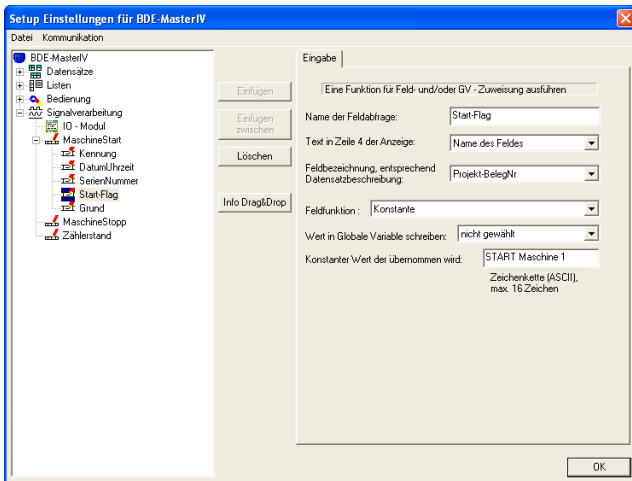 Setup Einstellungen für BDE-MasterIV
Datei Kommunikation
BDE-MasterIV
Datensätze
Listen
Bedienung
Signalverarbeitung
IO - Modul
MaschineStart
Kennung
DatumUhrzeit
SerienNummer
Start-Flag
Grund
MaschineStopp
Zählerstand
Einfügen
Einfügen
zwischen
Löschen
Info Drag&Drop
Eingabe
Eine Funktion für Feld- und/oder GV - Zuweisung ausführen
Name der Feldabfrage: Start-Flag
Text in Zeile 4 der Anzeige: Name des Feldes
Feldbezeichnung, entsprechend
Datensatzbeschreibung: Projekt-BelegNr
Feldfunktion : Konstante
Wert in Globale Variable schreiben: nicht gewählt
Konstanter Wert der übernommen wird: START Maschine 1
Zeichenkette (ASCII),
max. 16 Zeichen
OK